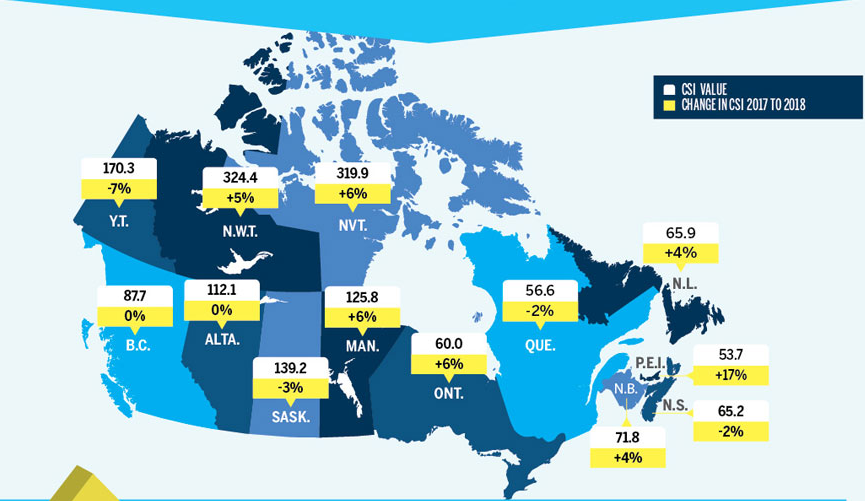 CSI VALUE
CHANGE IN CSI 2017 TO 2018
170.3
-7%
Y.T.
324.4
+5%
N.W.T.
319.9
+6%
NVT.
65.9
+4%
N.L.
87.7
0%
B.C.
112.1
0%
ALTA.
139.2
-3%
SASK.
125.8
+6%
MAN.
60.0
+6%
ONT.
56.6
-2%
QUE.
P.E.I.
53.7
+17%
N.B.
71.8
+4%
N.S.
65.2
-2%